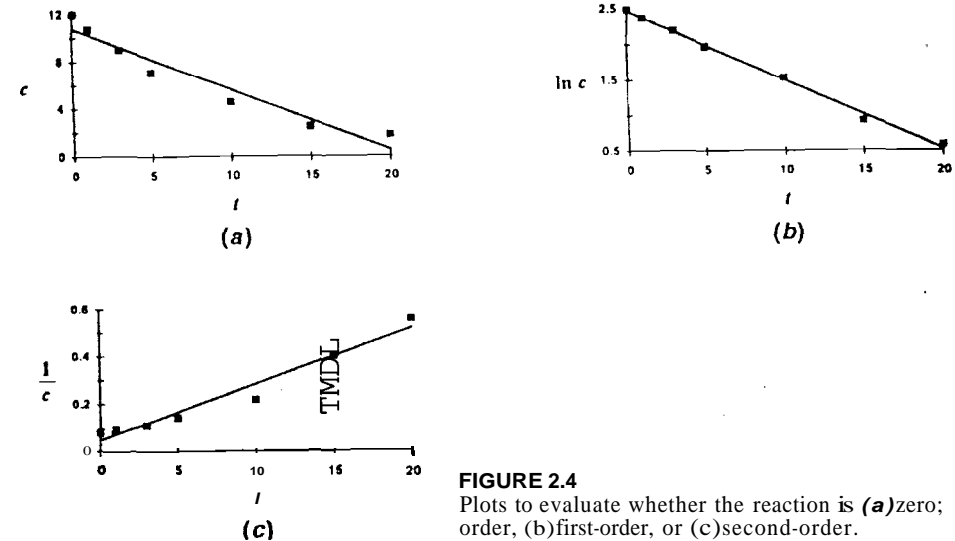 12
8
c
4
0
0 5 10 15 20
t
(a)
2.5
ln c
1.5
0.5
0 5 10 15 20
t
(b)
0.6
0.4
1
c
0.2
0
0 5 10 15 20
l
(c)
TMDL
FIGURE 2.4
Plots to evaluate whether the reaction is (a)zero;
order, (b)first-order, or (c)second-order.